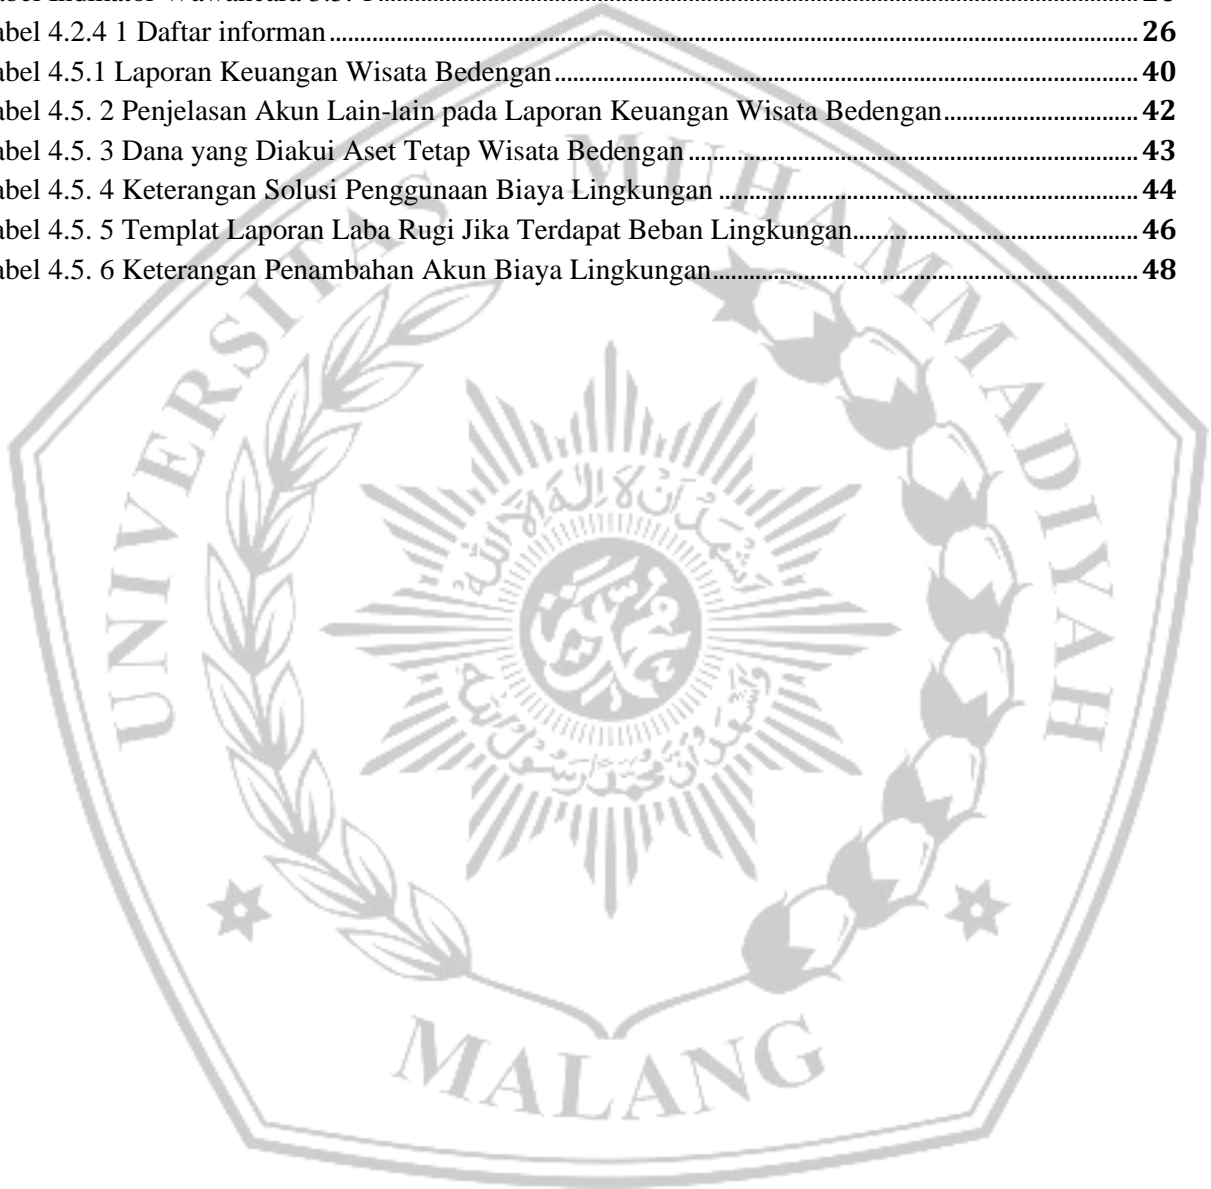 abel 4.2.4 1 Daftar informan 26
abel 4.5.1 Laporan Keuangan Wisata Bedengan 40
abel 4.5. 2 Penjelasan Akun Lain-lain pada Laporan Keuangan Wisata Bedengan 42
abel 4.5. 3 Dana yang Diakui Aset Tetap Wisata Bedengan 43
abel 4.5. 4 Keterangan Solusi Penggunaan Biaya Lingkungan 44
abel 4.5. 5 Templat Laporan Laba Rugi Jika Terdapat Beban Lingkungan 46
abel 4.5. 6 Keterangan Penambahan Akun Biaya Lingkungan 48
UNIVERSITAS MUHAMMADIYAH
MALANG